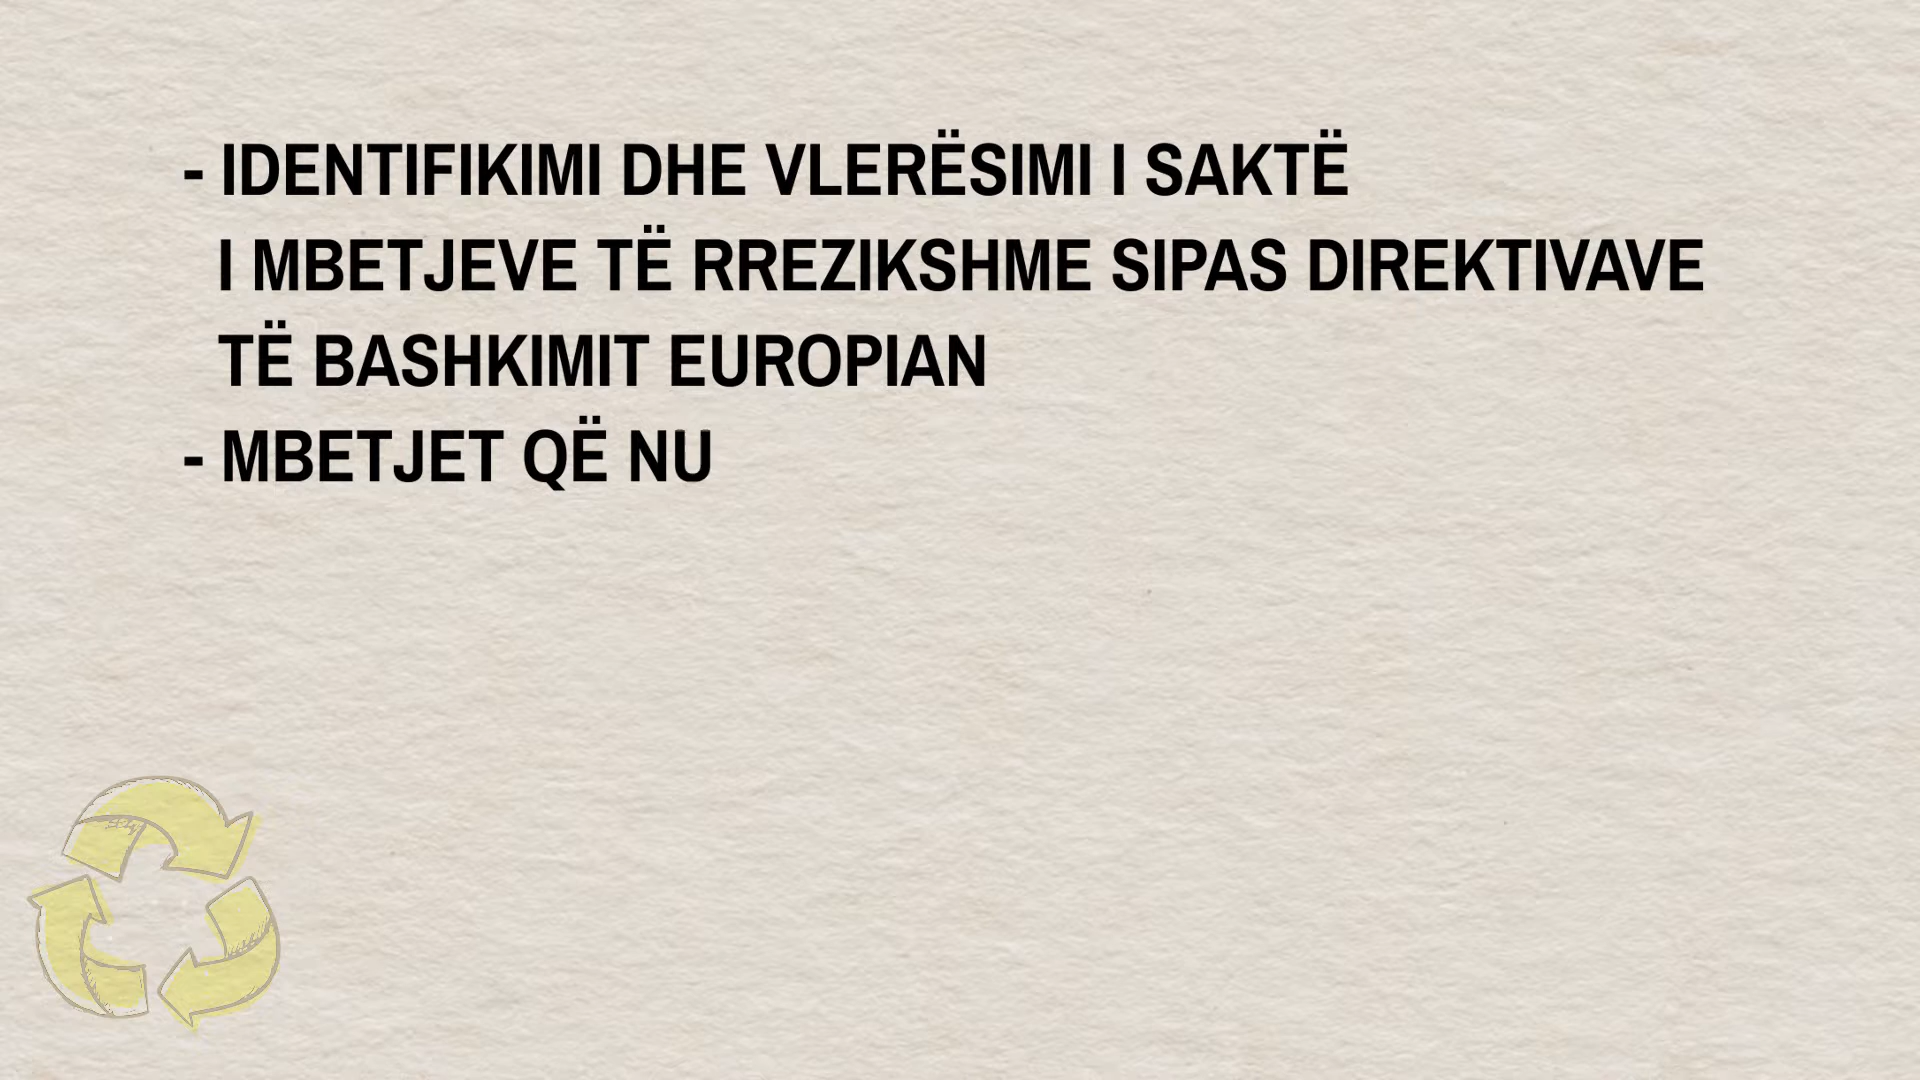 - IDENTIFIKIMI DHE VLERËSIMI I SAKTË
I MBETJEVE TË RREZIKSHME SIPAS DIREKTIVAVE
TË BASHKIMIT EUROPIAN
- MBETJET QË NU